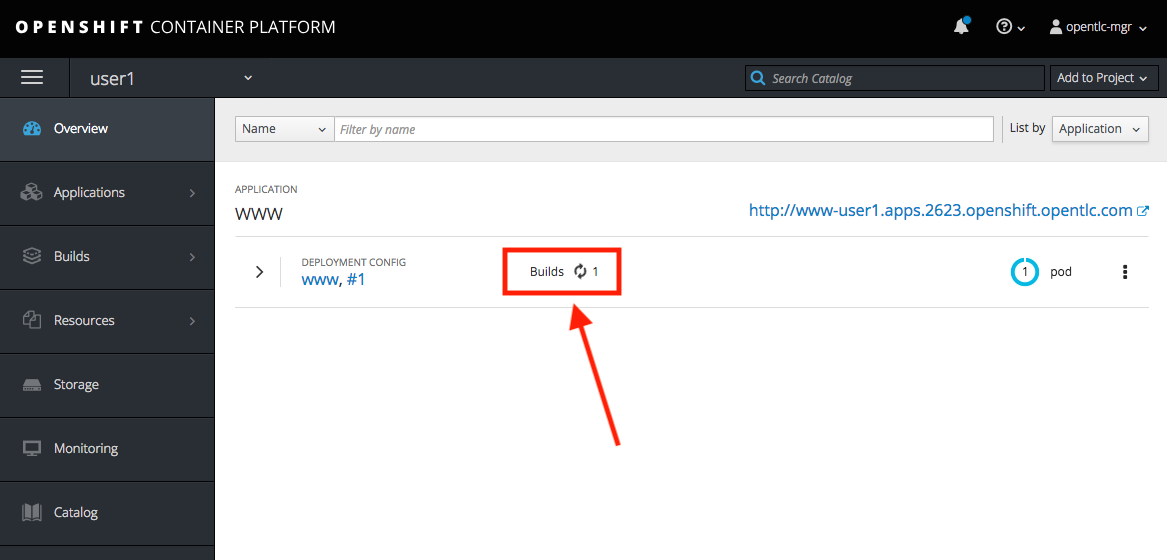 OPENSHIFT CONTAINER PLATFORM
opentlc-mgr
user1
Search Catalog
Add to Project
Overview
Applications
Builds
Resources
Storage
Monitoring
Catalog
Name
Filter by name
List by
Application
APPLICATION
www
http://www-user1.apps.2623.openshift.opentlc.com
DEPLOYMENT CONFIG
www, #1
Builds 1
1 pod